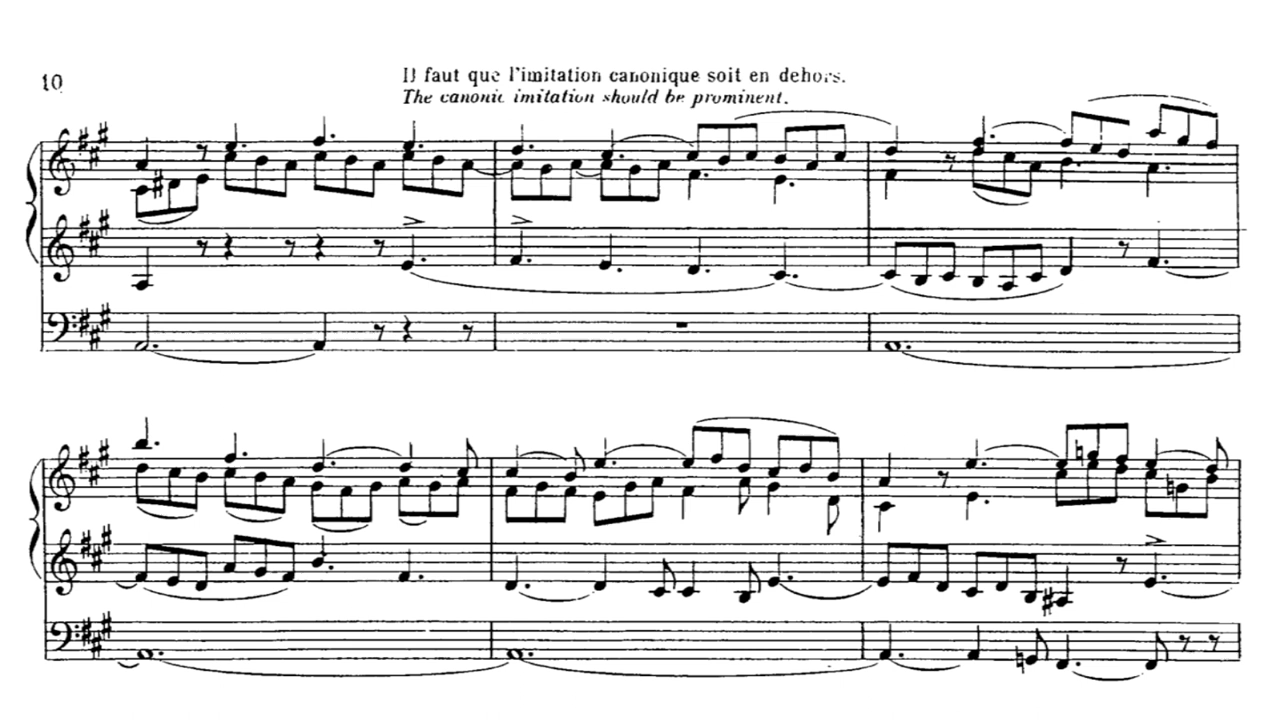 10
Il faut que l'imitation canonique soit en dehors.
The canonic imitation should be prominent.